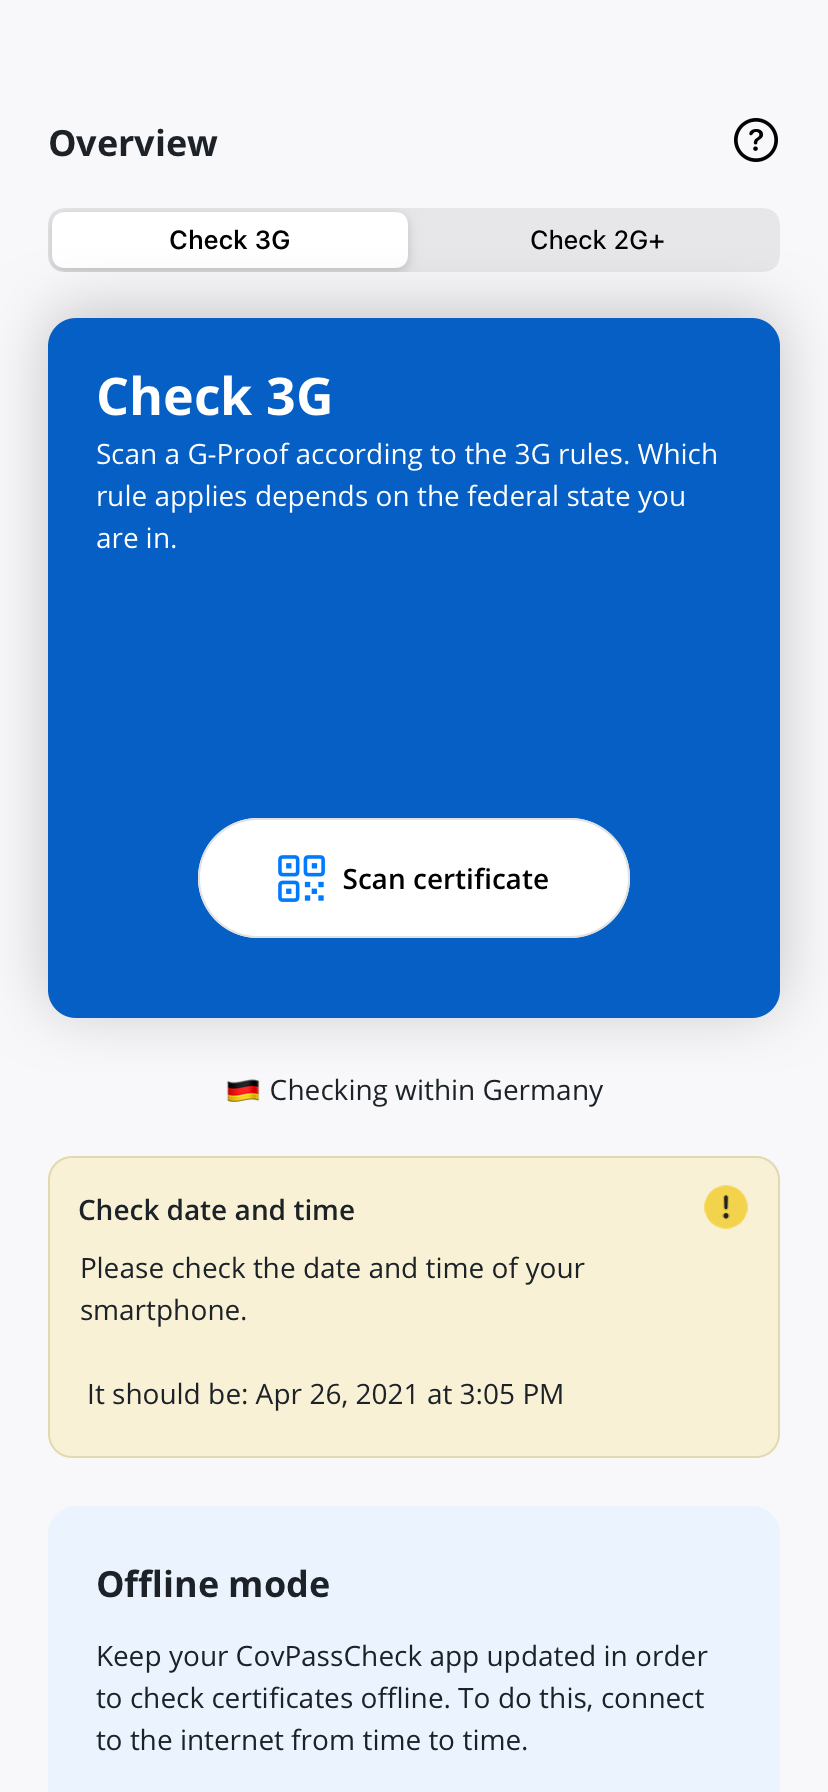 Overview
?
Check 3G
Check 2G+
Check 3G
Scan a G-Proof according to the 3G rules. Which
rule applies depends on the federal state you
are in.
Scan certificate
Checking within Germany
Check date and time
!
Please check the date and time of your
smartphone.
It should be: Apr 26, 2021 at 3:05 PM
Offline mode
Keep your CovPassCheck app updated in order
to check certificates offline. To do this, connect
to the internet from time to time.